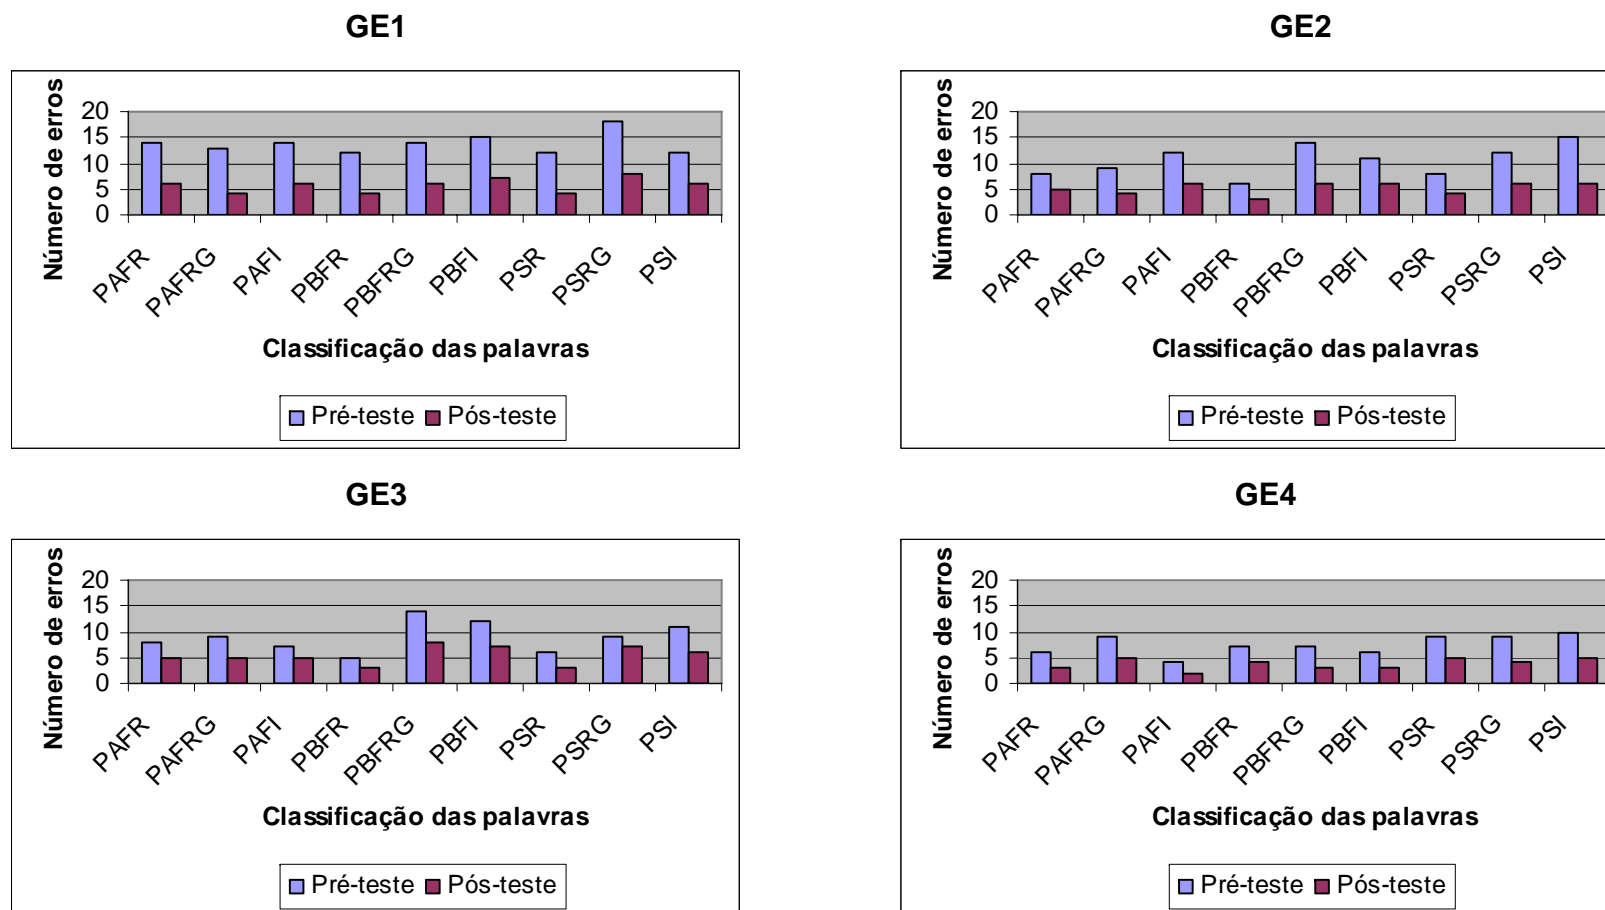 GE1
Número de erros
20
15
10
5
0
PAFR
PAFRG
PAFI
PBFR
PBFRG
PBFI
PSR
PSRG
PSI
Classificação das palavras
Pré-teste Pós-teste
GE2
Número de erros
20
15
10
5
0
PAFR
PAFRG
PAFI
PBFR
PBFRG
PBFI
PSR
PSRG
PSI
Classificação das palavras
Pré-teste Pós-teste
GE3
Número de erros
20
15
10
5
0
PAFR
PAFRG
PAFI
PBFR
PBFRG
PBFI
PSR
PSRG
PSI
Classificação das palavras
Pré-teste Pós-teste
GE4
Número de erros
20
15
10
5
0
PAFR
PAFRG
PAFI
PBFR
PBFRG
PBFI
PSR
PSRG
PSI
Classificação das palavras
Pré-teste Pós-teste